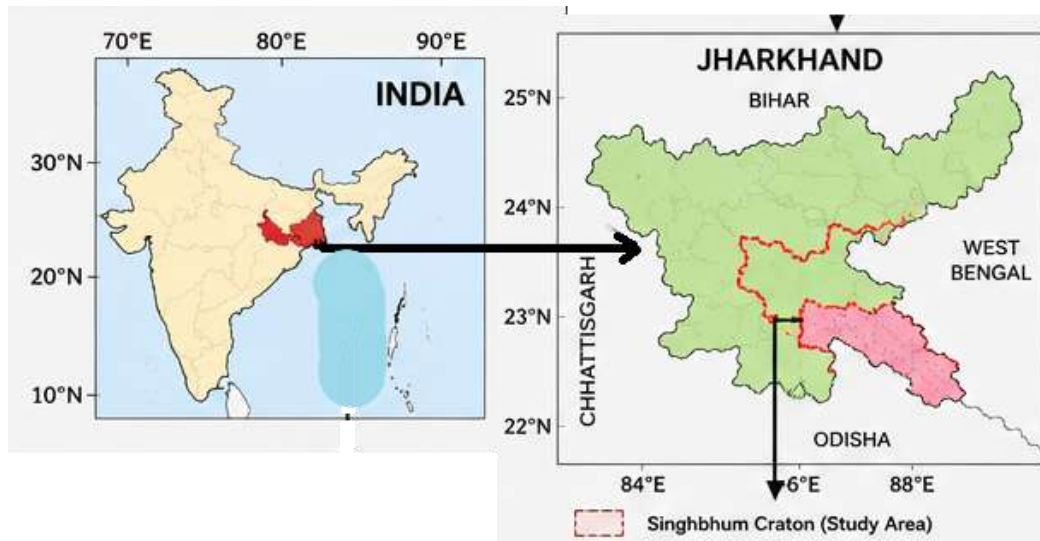 70°E 80°E 90°E
INDIA
30°N
20°N
10°N
JHARKHAND
BIHAR
25°N
24°N
23°N
22°N
WEST
BENGAL
CHHATTISGARH
ODISHA
84°E 6°E 88°E
Singhbhum Craton (Study Area)